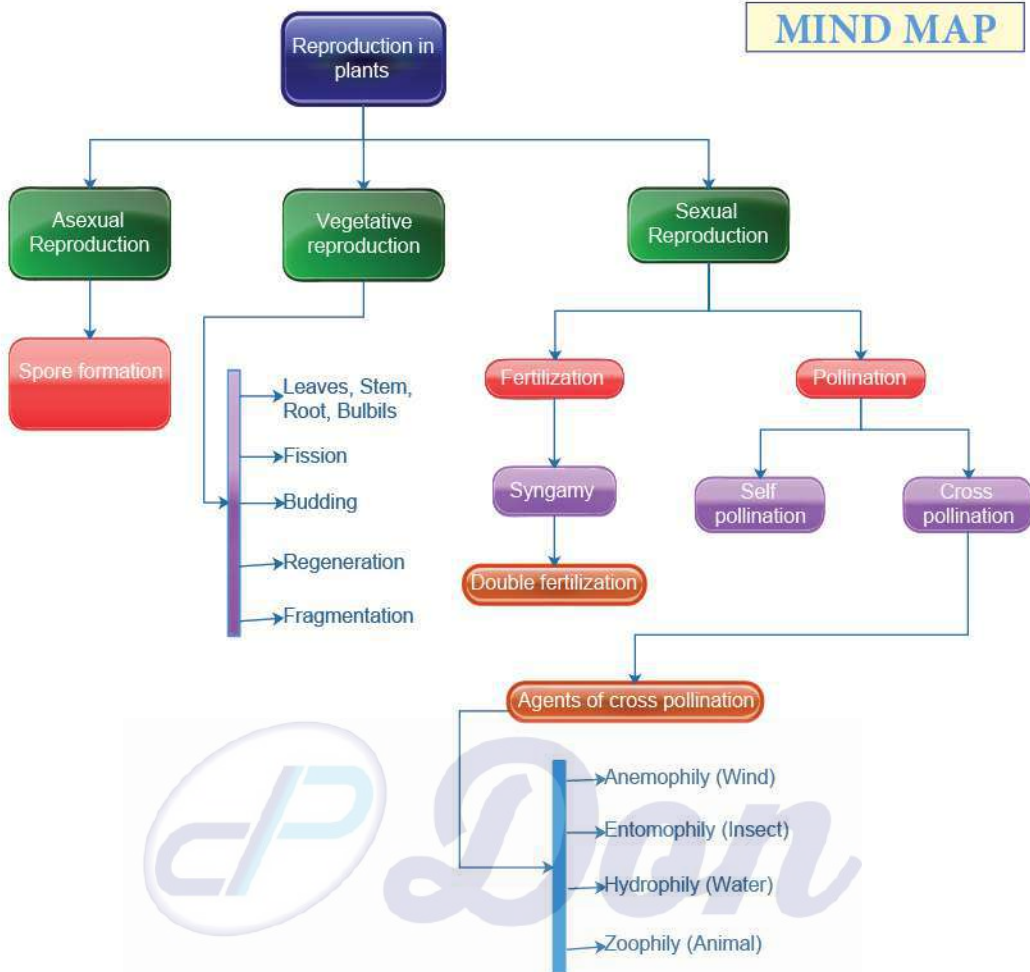 MIND MAP
Reproduction in
plants
Asexual
Reproduction
Vegetative
reproduction
Sexual
Reproduction
Spore formation
Leaves, Stem,
Root, Bulbils
Fission
Budding
Regeneration
Fragmentation
Fertilization
Pollination
Syngamy
Self
pollination
Cross
pollination
Double fertilization
Agents of cross pollination
Anemophily (Wind)
Entomophily (Insect)
Hydrophily (Water)
Zoophily (Animal)
Don